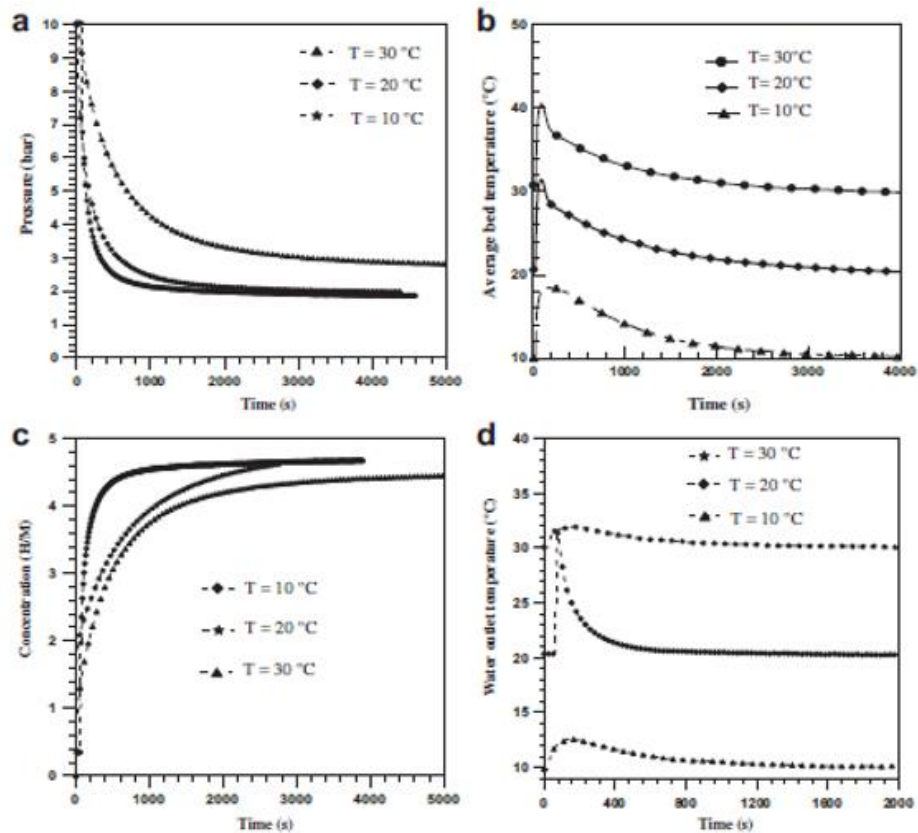 a
10
9
8
7
6
5
4
3
2
1
0
Pressure (bar)
T = 30 °C
T = 20 °C
T = 10 °C
0 1000 2000 3000 4000 5000
Time (s)
b
50
40
30
20
10
Average bed temperature (°C)
T= 30°C
T= 20°C
T= 10°C
0 1000 2000 3000 4000
Time (s)
c
5
4
3
2
1
0
Concentration (H/M)
T = 10 °C
T = 20 °C
T = 30 °C
0 1000 2000 3000 4000 5000
Time (s)
d
40
35
30
25
20
15
10
Water outlet temperature (°C)
T = 30 °C
T = 20 °C
T = 10 °C
0 400 800 1200 1600 2000
Time (s)